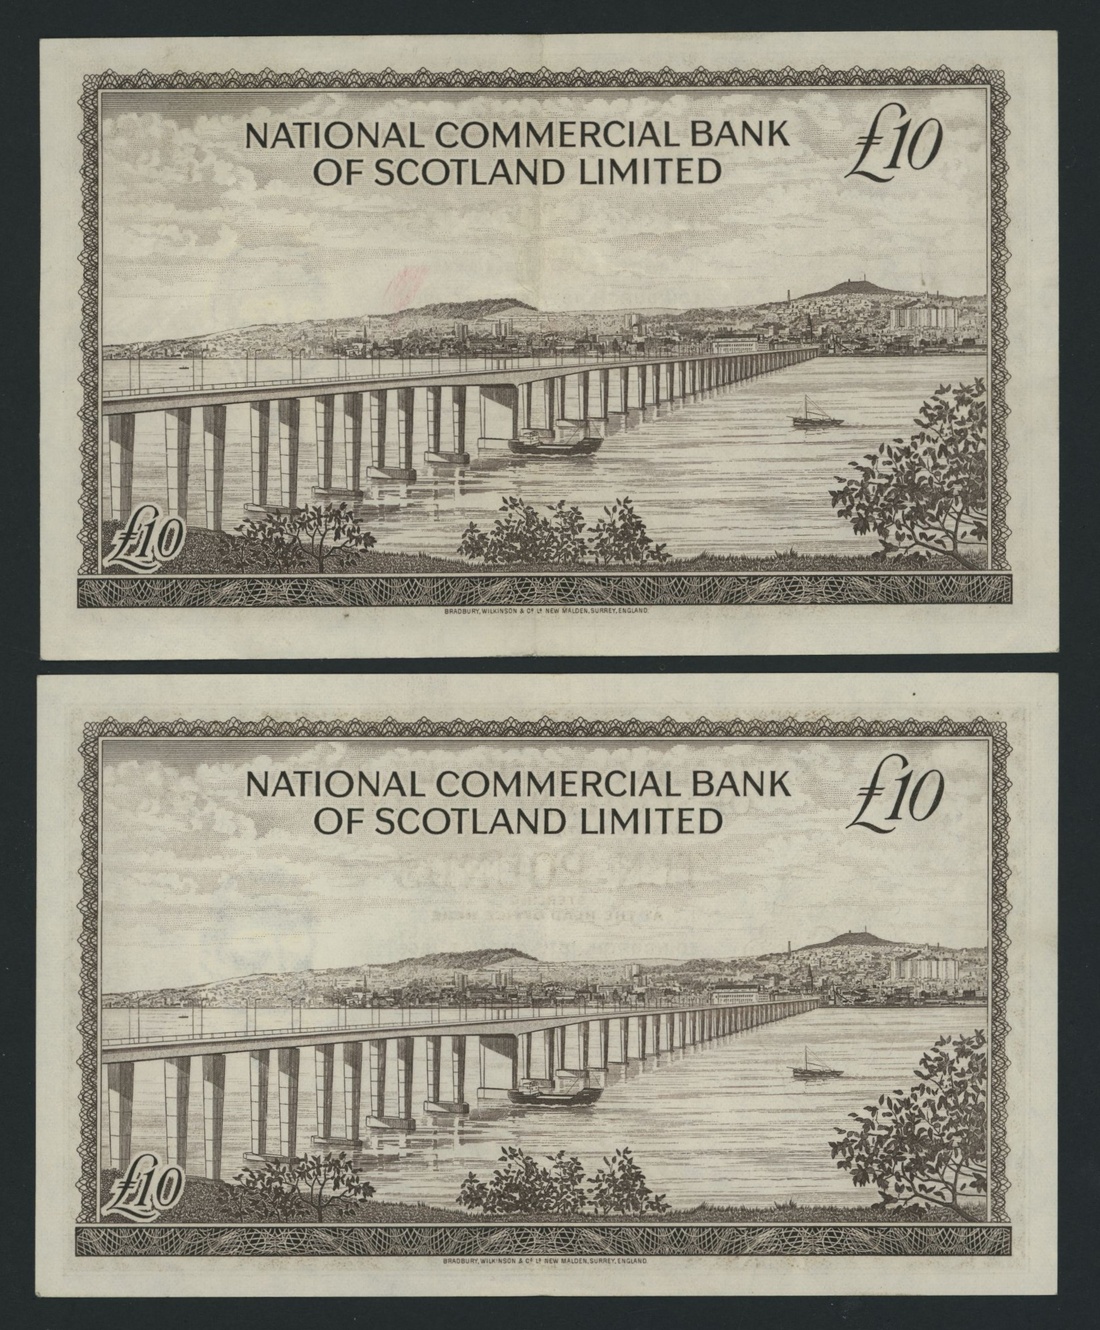 NATIONAL COMMERCIAL BANK
OF SCOTLAND LIMITED
£10
£10
BRADBURY, WILKINSON & Cº Lᵈ NEW MALDEN, SURREY, ENGLAND
NATIONAL COMMERCIAL BANK
OF SCOTLAND LIMITED
£10
£10
BRADBURY, WILKINSON & Cº Lᵈ NEW MALDEN, SURREY, ENGLAND